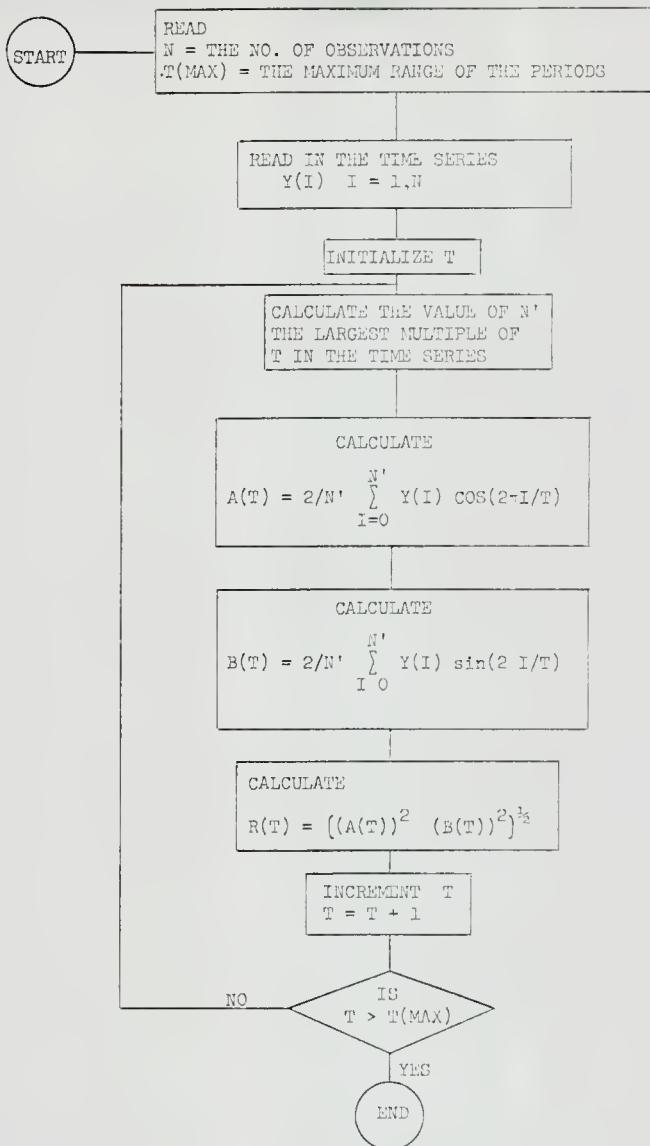 START
READ
N = THE NO. OF OBSERVATIONS
T(MAX) = THE MAXIMUM RANGE OF THE PERIODS
READ IN THE TIME SERIES
Y(I) I = 1,N
INITIALIZE T
CALCULATE THE VALUE OF N'
THE LARGEST MULTIPLE OF
T IN THE TIME SERIES
CALCULATE
N'
A(T) = 2/N' ∑ Y(I) COS(2πI/T)
I=0
CALCULATE
N'
B(T) = 2/N' ∑ Y(I) sin(2 I/T)
I 0
CALCULATE
R(T) = [(A(T))² (B(T))²]½
INCREMENT T
T = T + 1
IS
NO
T > T(MAX)
YES
END